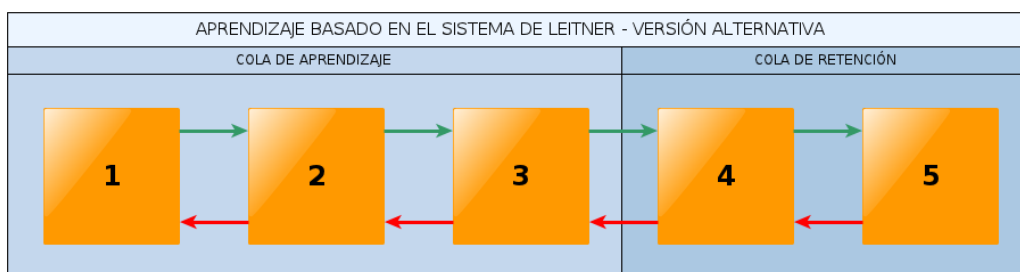 APRENDIZAJE BASADO EN EL SISTEMA DE LEITNER - VERSIÓN ALTERNATIVA
COLA DE APRENDIZAJE
COLA DE RETENCIÓN
1
2
3
4
5